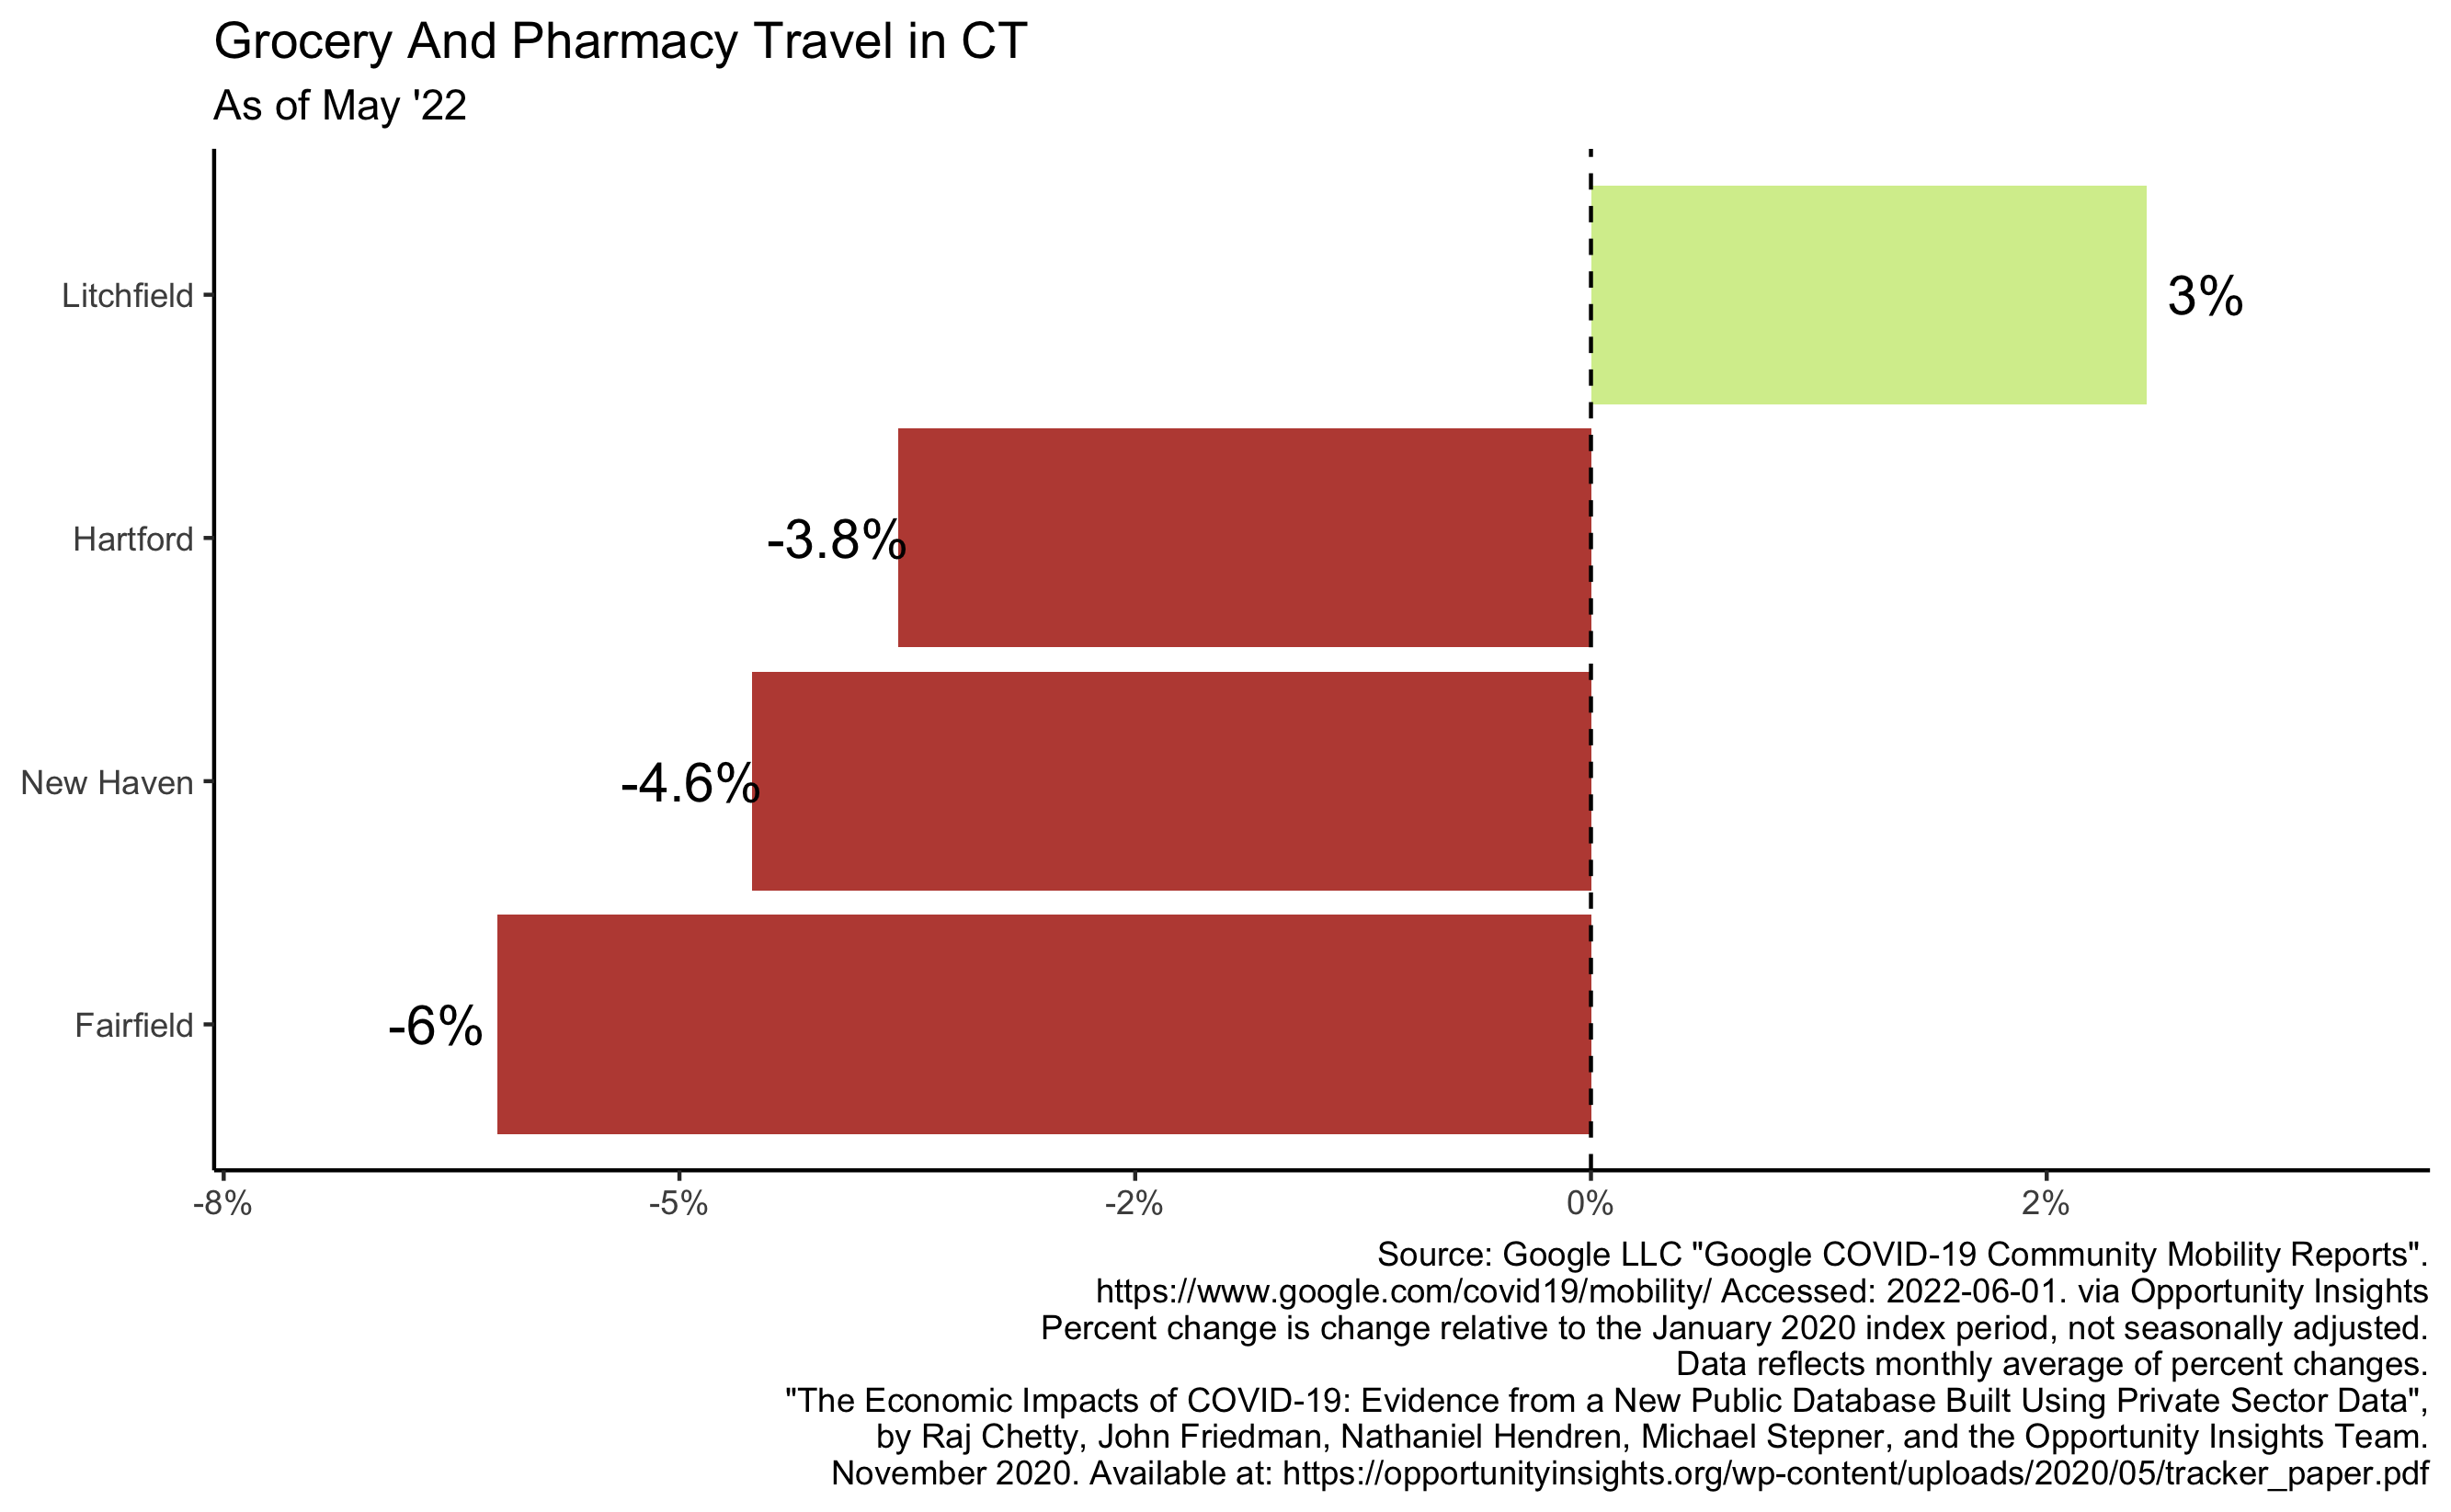 Grocery And Pharmacy Travel in CT
As of May '22
Litchfield
3%
Hartford
-3.8%
New Haven
-4.6%
Fairfield
-6%
-8%
-5%
-2%
0%
2%
Source: Google LLC "Google COVID-19 Community Mobility Reports".
https://www.google.com/covid19/mobility/ Accessed: 2022-06-01. via Opportunity Insights
Percent change is change relative to the January 2020 index period, not seasonally adjusted.
Data reflects monthly average of percent changes.
"The Economic Impacts of COVID-19: Evidence from a New Public Database Built Using Private Sector Data",
by Raj Chetty, John Friedman, Nathaniel Hendren, Michael Stepner, and the Opportunity Insights Team.
November 2020. Available at: https://opportunityinsights.org/wp-content/uploads/2020/05/tracker_paper.pdf